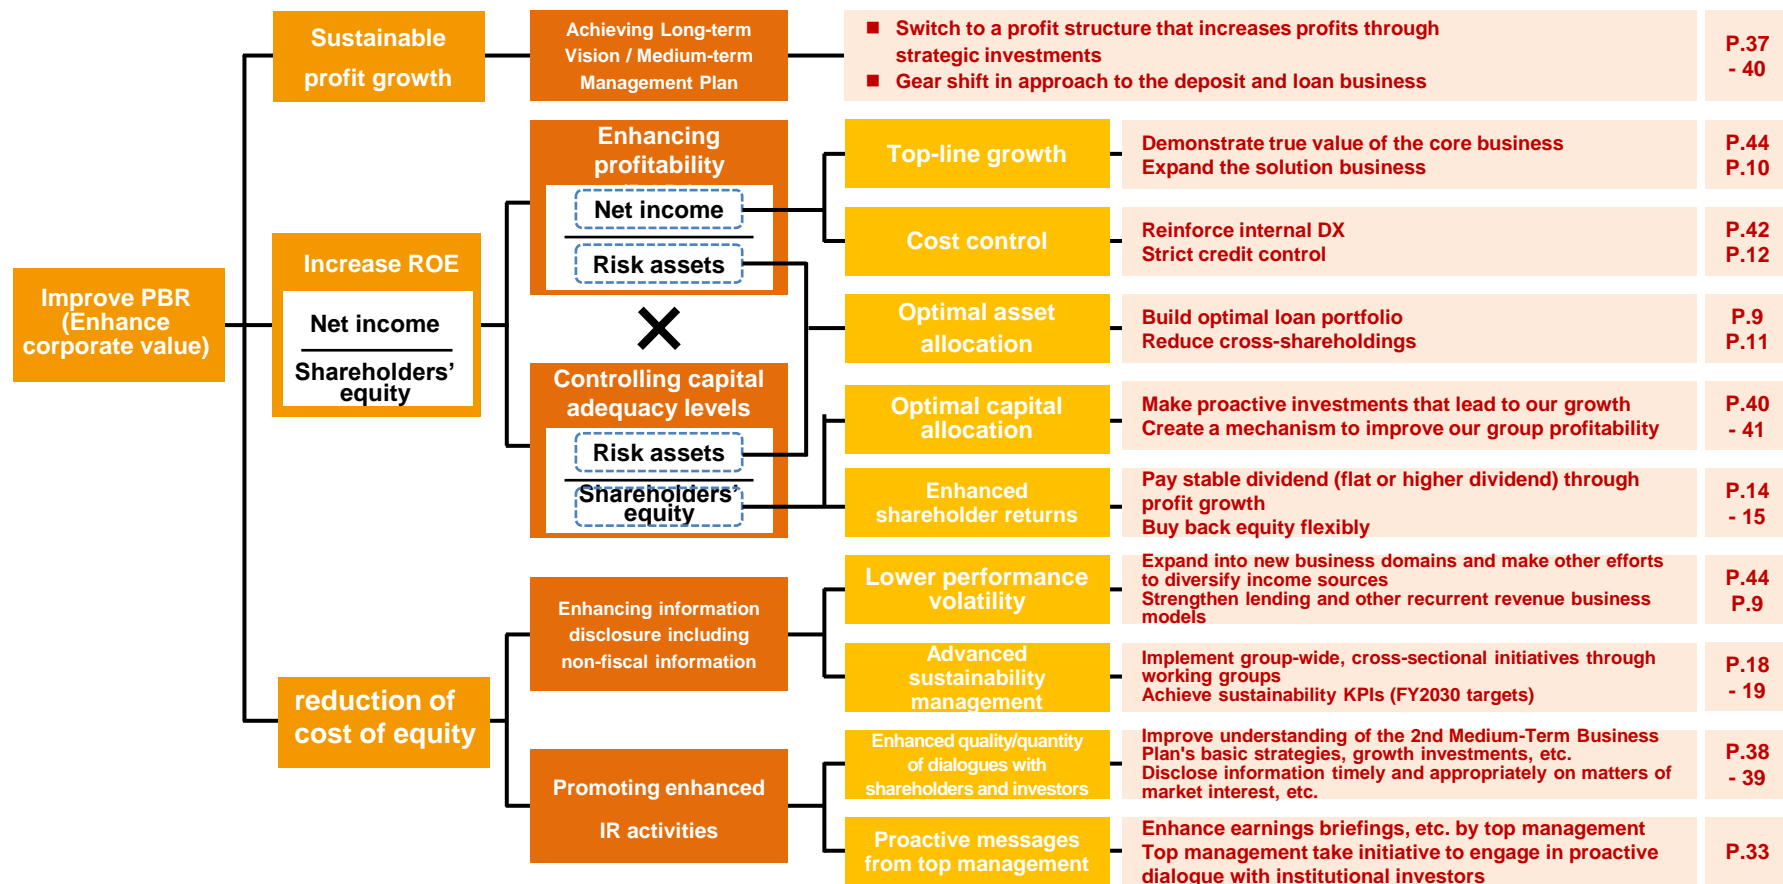 Improve PBR
(Enhance
corporate value)
Sustainable
profit growth
Achieving Long-term
Vision / Medium-term
Management Plan
Switch to a profit structure that increases profits through
strategic investments
Gear shift in approach to the deposit and loan business
P.37
- 40
Increase ROE
Net income
Shareholders'
equity
Enhancing
profitability
Net income
Risk assets
Controlling capital
adequacy levels
Risk assets
Shareholders'
equity
Top-line growth
Demonstrate true value of the core business
Expand the solution business
P.44
P.10
Cost control
Reinforce internal DX
Strict credit control
P.42
P.12
Optimal asset
allocation
Build optimal loan portfolio
Reduce cross-shareholdings
P.9
P.11
Optimal capital
allocation
Make proactive investments that lead to our growth
Create a mechanism to improve our group profitability
P.40
- 41
Enhanced
shareholder returns
Pay stable dividend (flat or higher dividend) through
profit growth
Buy back equity flexibly
P.14
- 15
reduction of
cost of equity
Enhancing information
disclosure including
non-fiscal information
Lower performance
volatility
Expand into new business domains and make other efforts
to diversify income sources
Strengthen lending and other recurrent revenue business
models
P.44
P.9
Advanced
sustainability
management
Implement group-wide, cross-sectional initiatives through
working groups
Achieve sustainability KPIs (FY2030 targets)
P.18
- 19
Promoting enhanced
IR activities
Enhanced quality/quantity
of dialogues with
shareholders and investors
Improve understanding of the 2nd Medium-Term Business
Plan's basic strategies, growth investments, etc.
Disclose information timely and appropriately on matters of
market interest, etc.
P.38
- 39
Proactive messages
from top management
Enhance earnings briefings, etc. by top management
Top management take initiative to engage in proactive
dialogue with institutional investors
P.33